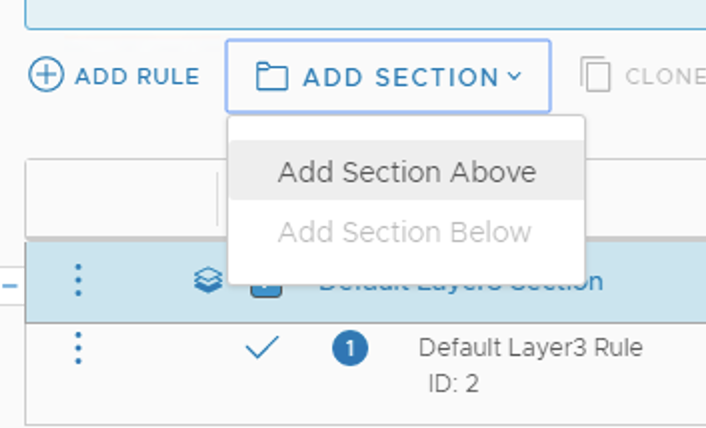 ADD RULE
ADD SECTION
CLONE
Add Section Above
Add Section Below
Default Layer3 Section
1
Default Layer3 Rule
ID: 2